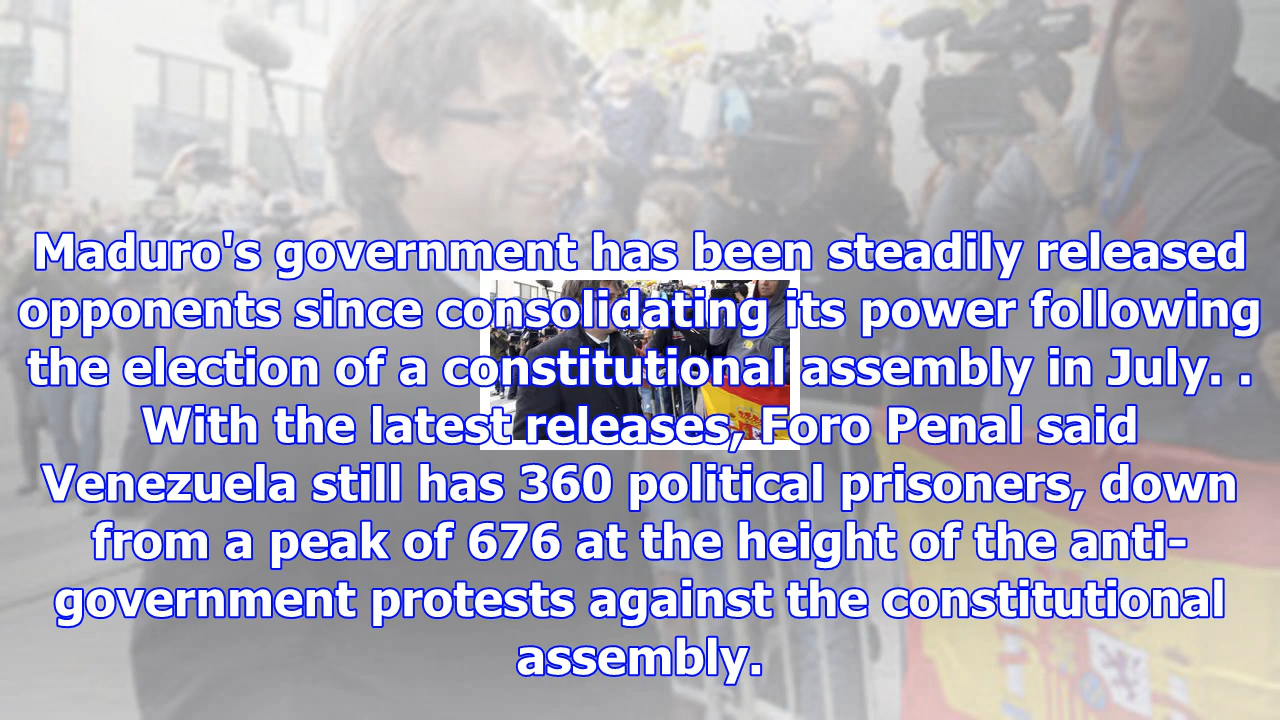 Maduro's government has been steadily released
opponents since consolidating its power following
the election of a constitutional assembly in July. .
With the latest releases, Foro Penal said
Venezuela still has 360 political prisoners, down
from a peak of 676 at the height of the anti-
government protests against the constitutional
assembly.